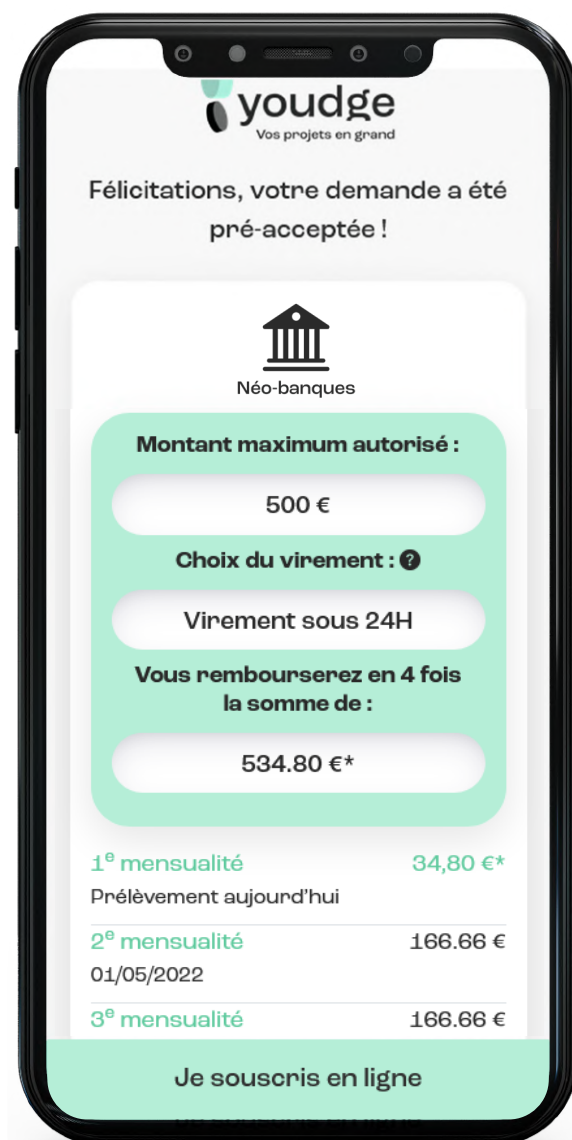 youdge
Vos projets en grand
Félicitations, votre demande a été
pré-acceptée !
Néo-banques
Montant maximum autorisé :
500 €
Choix du virement : ?
Virement sous 24H
Vous rembourserez en 4 fois
la somme de :
534.80 €*
1e mensualité 34,80 €*
Prélèvement aujourd'hui
2e mensualité 166.66 €
01/05/2022
3e mensualité 166.66 €
Je souscris en ligne